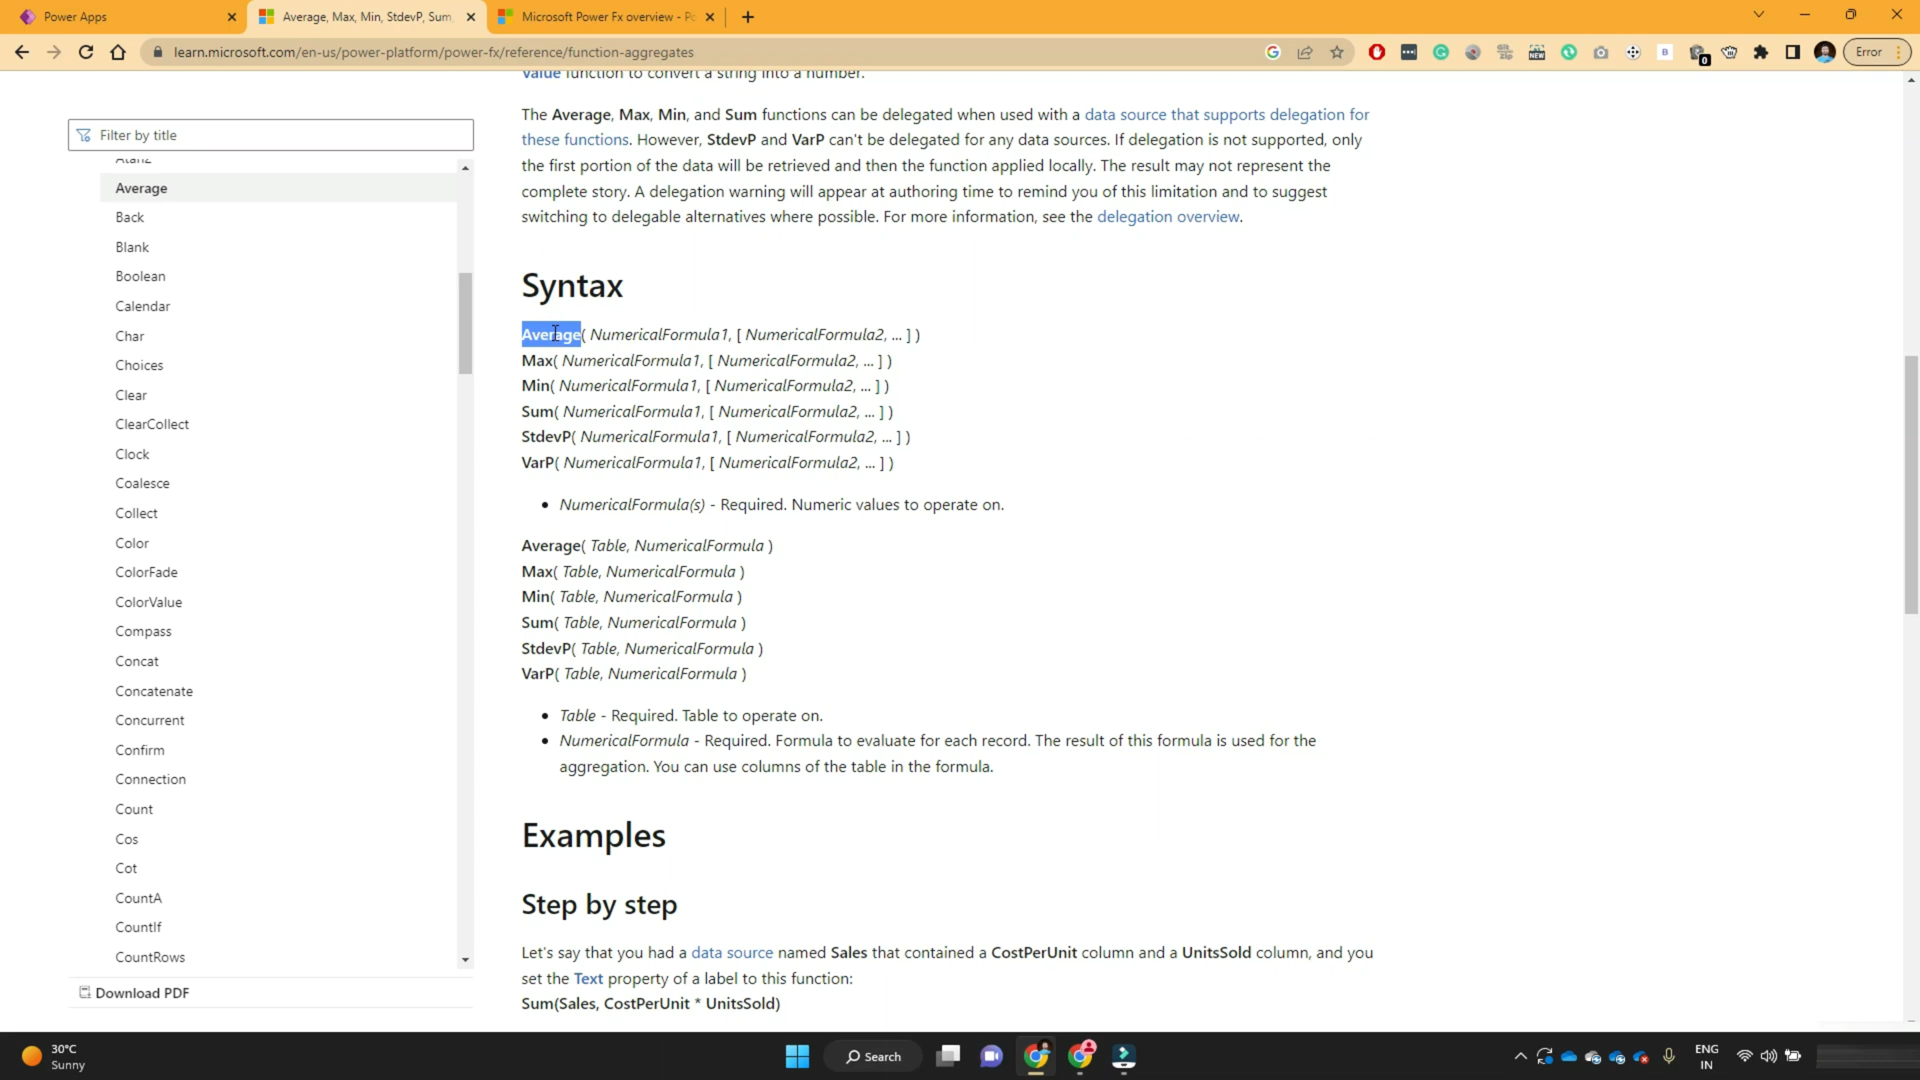 Power Apps
Average, Max, Min, StdevP, Sum,
Microsoft Power Fx overview - Po
learn.microsoft.com/en-us/power-platform/power-fx/reference/function-aggregates
NEW
0
Error
Filter by title
Atan2
Average
Back
Blank
Boolean
Calendar
Char
Choices
Clear
ClearCollect
Clock
Coalesce
Collect
Color
ColorFade
ColorValue
Compass
Concat
Concatenate
Concurrent
Confirm
Connection
Count
Cos
Cot
CountA
CountIf
CountRows
Download PDF
Value function to convert a string into a number.
The Average, Max, Min, and Sum functions can be delegated when used with a data source that supports delegation for
these functions. However, StdevP and VarP can't be delegated for any data sources. If delegation is not supported, only
the first portion of the data will be retrieved and then the function applied locally. The result may not represent the
complete story. A delegation warning will appear at authoring time to remind you of this limitation and to suggest
switching to delegable alternatives where possible. For more information, see the delegation overview.
Syntax
Average( NumericalFormula1, [ NumericalFormula2, ... ] )
Max( NumericalFormula1, [ NumericalFormula2, ... ] )
Min( NumericalFormula1, [ NumericalFormula2, ... ] )
Sum( NumericalFormula1, [ NumericalFormula2, ... ] )
StdevP( NumericalFormula1, [ NumericalFormula2, ... ] )
VarP( NumericalFormula1, [ NumericalFormula2, ... ] )
• NumericalFormula(s) - Required. Numeric values to operate on.
Average( Table, NumericalFormula )
Max( Table, NumericalFormula )
Min( Table, NumericalFormula )
Sum( Table, NumericalFormula )
StdevP( Table, NumericalFormula )
VarP( Table, NumericalFormula )
• Table - Required. Table to operate on.
• NumericalFormula - Required. Formula to evaluate for each record. The result of this formula is used for the
aggregation. You can use columns of the table in the formula.
Examples
Step by step
Let's say that you had a data source named Sales that contained a CostPerUnit column and a UnitsSold column, and you
set the Text property of a label to this function:
Sum(Sales, CostPerUnit * UnitsSold)
30°C
Sunny
Search
ENG
IN